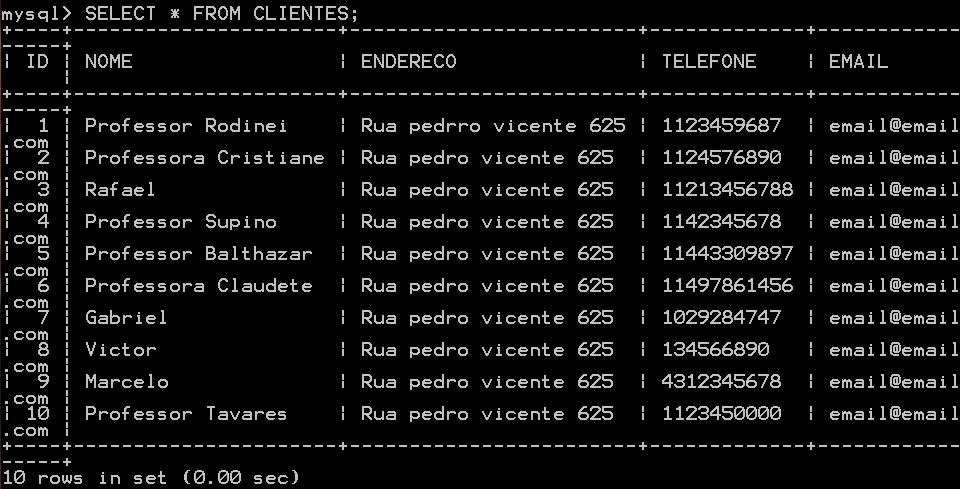 mysql> SELECT * FROM CLIENTES;
+----+----------------------+-------------------------+-------------+------------
-----+
| ID | NOME                 | ENDERECO                | TELEFONE    | EMAIL
     |
+----+----------------------+-------------------------+-------------+------------
-----+
|  1 | Professor Rodinei    | Rua pedrro vicente 625 | 1123459687  | email@email
.com |
|  2 | Professora Cristiane | Rua pedro vicente 625  | 1124576890  | email@email
.com |
|  3 | Rafael               | Rua pedro vicente 625  | 11213456788 | email@email
.com |
|  4 | Professor Supino     | Rua pedro vicente 625  | 1142345678  | email@email
.com |
|  5 | Professor Balthazar  | Rua pedro vicente 625  | 11443309897 | email@email
.com |
|  6 | Professora Claudete  | Rua pedro vicente 625  | 11497861456 | email@email
.com |
|  7 | Gabriel              | Rua pedro vicente 625  | 1029284747  | email@email
.com |
|  8 | Victor               | Rua pedro vicente 625  | 134566890   | email@email
.com |
|  9 | Marcelo              | Rua pedro vicente 625  | 4312345678  | email@email
.com |
| 10 | Professor Tavares    | Rua pedro vicente 625  | 1123450000  | email@email
.com |
+----+----------------------+-------------------------+-------------+------------
-----+
10 rows in set (0.00 sec)